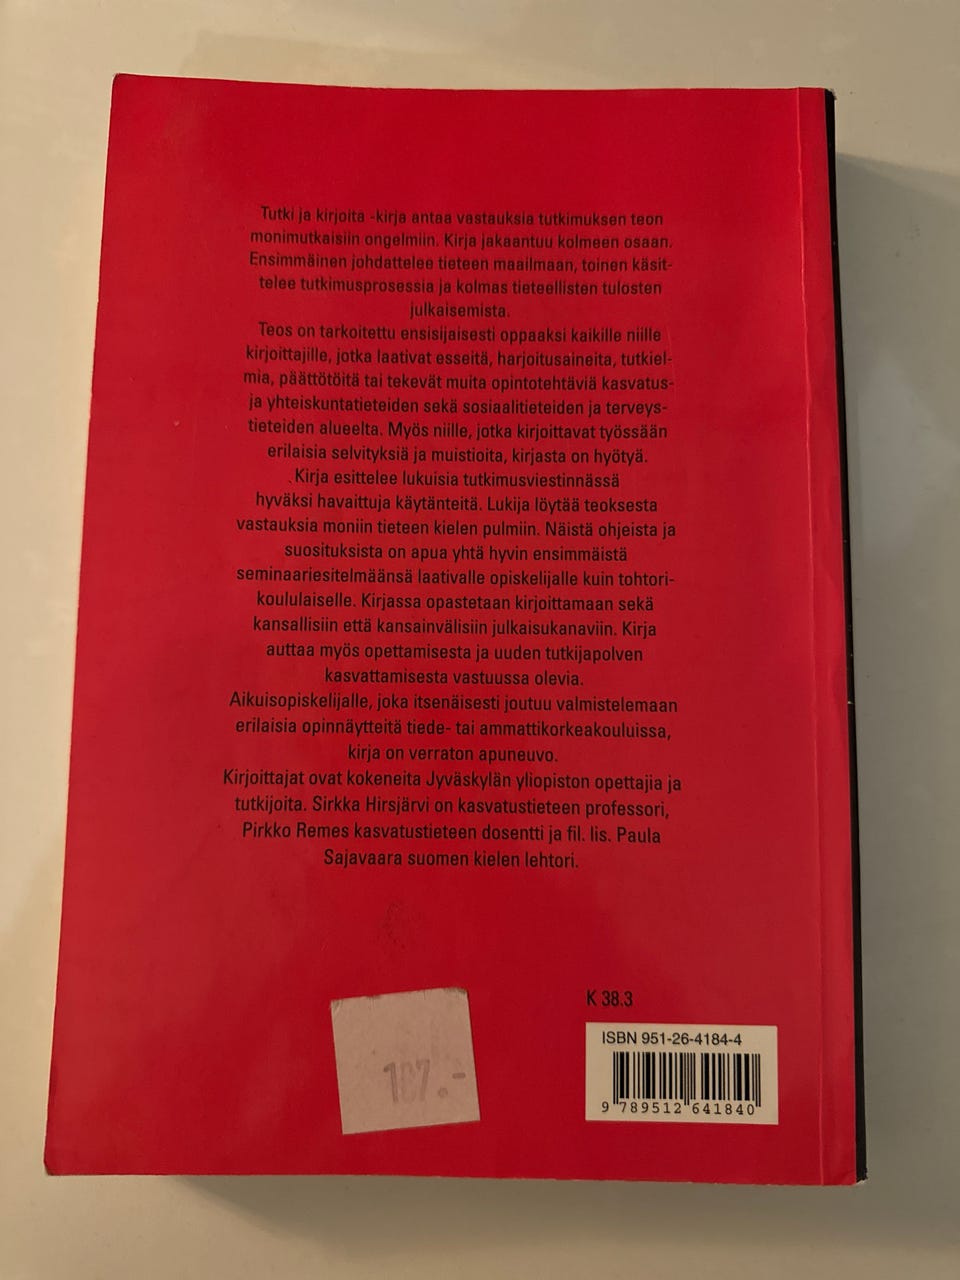 Tutki ja kirjoita -kirja antaa vastauksia tutkimuksen teon
monimutkaisiin ongelmiin. Kirja jakaantuu kolmeen osaan.
Ensimmäinen johdattelee tieteen maailmaan, toinen käsit-
telee tutkimusprosessia ja kolmas tieteellisten tulosten
julkaisemista.
Teos on tarkoitettu ensisijaisesti oppaaksi kaikille niille
kirjoittajille, jotka laativat esseitä, harjoitusaineita, tutkiel-
mia, päättötöitä tai tekevät muita opintotehtäviä kasvatus-
ja yhteiskuntatieteiden sekä sosiaalitieteiden ja terveys-
tieteiden alueelta. Myös niille, jotka kirjoittavat työssään
erilaisia selvityksiä ja muistioita, kirjasta on hyötyä.
Kirja esittelee lukuisia tutkimusviestinnässä
hyväksi havaittuja käytänteitä. Lukija löytää teoksesta
vastauksia moniin tieteen kielen pulmiin. Näistä ohjeista ja
suosituksista on apua yhtä hyvin ensimmäistä
seminaariesitelmäänsä laativalle opiskelijalle kuin tohtori-
koululaiselle. Kirjassa opastetaan kirjoittamaan sekä
kansallisiin että kansainvälisiin julkaisukanaviin. Kirja
auttaa myös opettamisesta ja uuden tutkijapolven
kasvattamisesta vastuussa olevia.
Aikuisopiskelijalle, joka itsenäisesti joutuu valmistelemaan
erilaisia opinnäytteitä tiede- tai ammattikorkeakouluissa,
kirja on verraton apuneuvo.
Kirjoittajat ovat kokeneita Jyväskylän yliopiston opettajia ja
tutkijoita. Sirkka Hirsjärvi on kasvatustieteen professori,
Pirkko Remes kasvatustieteen dosentti ja fil. lis. Paula
Sajavaara suomen kielen lehtori.
K 38.3
ISBN 951-26-4184-4
9 789512 641840
187.-